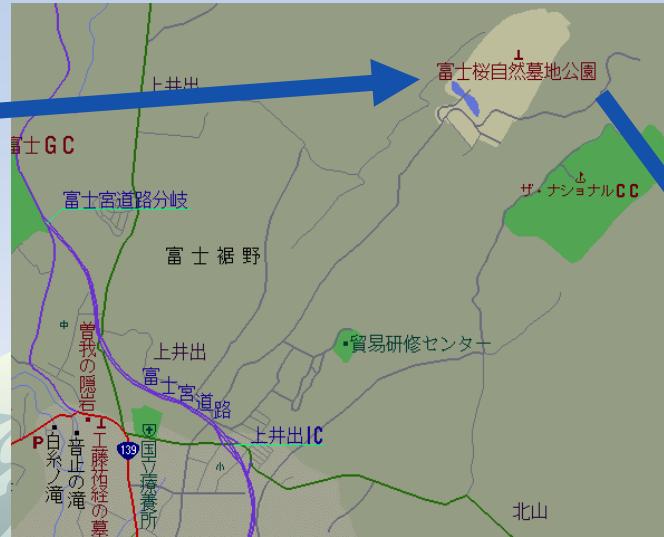 上井出
富士桜自然墓地公園
富士GC
ザ・ナショナルCC
富士宮道路分岐
富士裾野
中
曽我の隠岩
上井出
貿易研修センター
富士宮道路
上井出IC
P
白糸ノ滝
音止の滝
工藤祐経の墓
139
国立療養所
小
北山